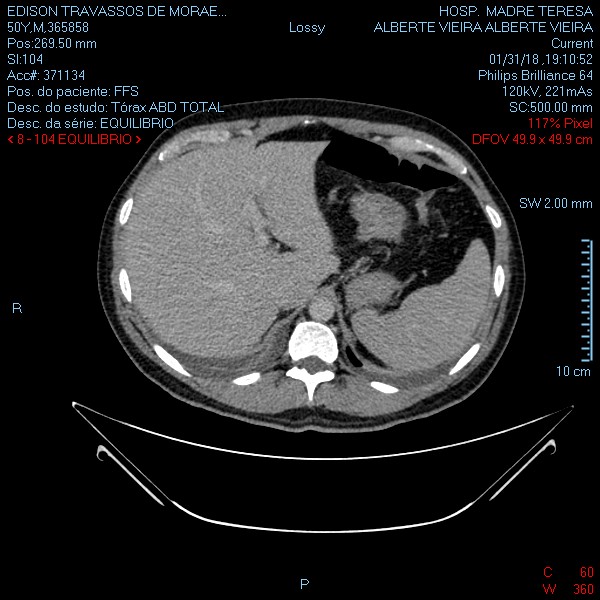 EDISON TRAVASSOS DE MORAE...
50Y,M,365858
Pos:269.50 mm
SI:104
Acc#: 371134
Pos. do paciente: FFS
Desc. do estudo: Tórax ABD TOTAL
Desc. da série: EQUILIBRIO
< 8 - 104 EQUILIBRIO >
Lossy
HOSP. MADRE TERESA
ALBERTE VIEIRA ALBERTE VIEIRA
Current
01/31/18 ,19:10:52
Philips Brilliance 64
120kV, 221mAs
SC:500.00 mm
117% Pixel
DFOV 49.9 x 49.9 cm
SW 2.00 mm
R
10 cm
P
C 60
W 360